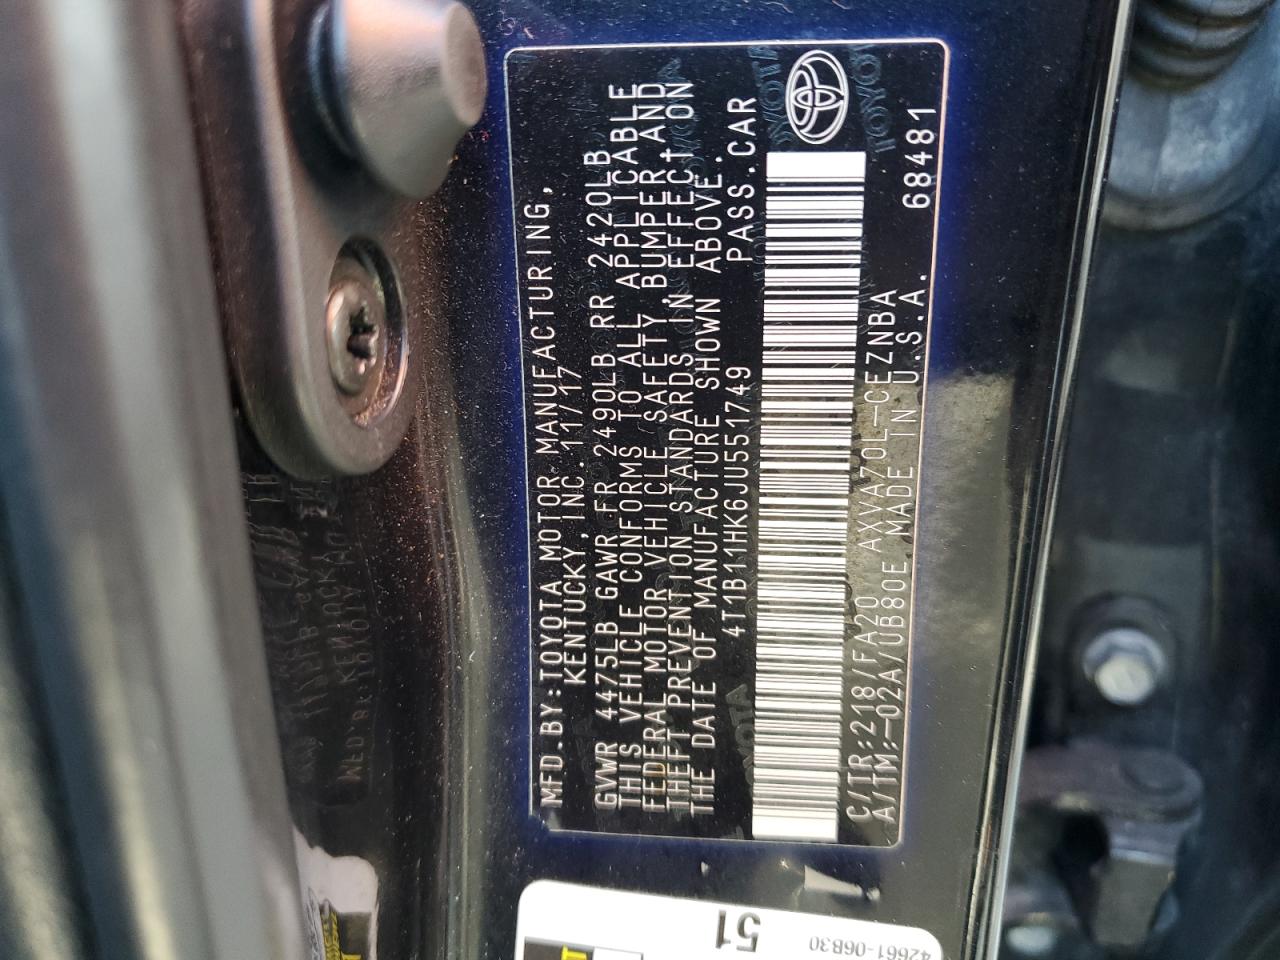 MFD.BY:TOYOTA MOTOR MANUFACTURING,
KENTUCKY, INC. 11/17
GVWR 4475LB GAWR FR 2490LB RR 2420LB
THIS VEHICLE CONFORMS TO ALL APPLICABLE
FEDERAL MOTOR VEHICLE SAFETY, BUMPER, AND
THEFT PREVENTION STANDARDS IN EFFECT ON
THE DATE OF MANUFACTURE SHOWN ABOVE.
4T1B11HK6JU551749 PASS.CAR
C/TR:218/FA20 AXVA70L-CEZNBA
A/TM:-02A/UB80E MADE IN U.S.A. 68481
51
42661-06B30